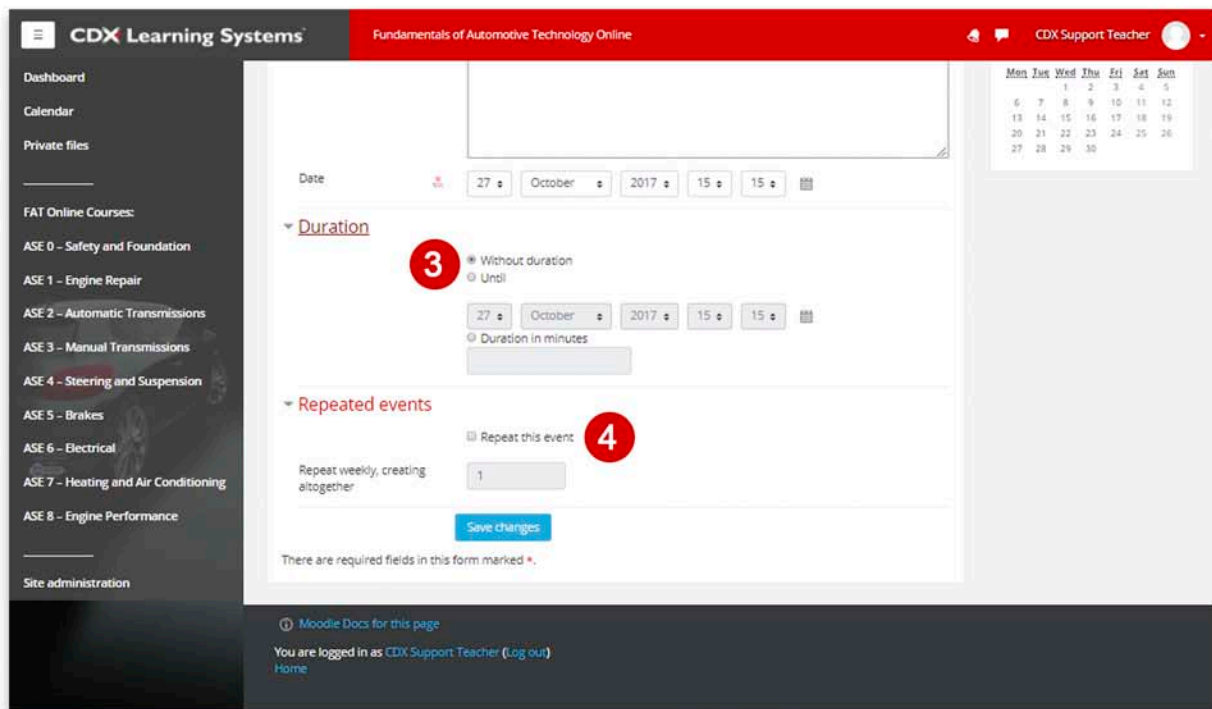 CDX Learning Systems
Fundamentals of Automotive Technology Online
CDX Support Teacher
Dashboard
Calendar
Private files
FAT Online Courses:
ASE 0 – Safety and Foundation
ASE 1 – Engine Repair
ASE 2 – Automatic Transmissions
ASE 3 – Manual Transmissions
ASE 4 – Steering and Suspension
ASE 5 – Brakes
ASE 6 – Electrical
ASE 7 – Heating and Air Conditioning
ASE 8 – Engine Performance
Site administration
Mon Tue Wed Thu Fri Sat Sun
1 2 3 4 5
6 7 8 9 10 11 12
13 14 15 16 17 18 19
20 21 22 23 24 25 26
27 28 29 30
Date 27 October 2017 15 15
Duration
3 Without duration
Until
27 October 2017 15 15
Duration in minutes
Repeated events
Repeat this event 4
Repeat weekly, creating
altogether
1
Save changes
There are required fields in this form marked *.
Moodle Docs for this page
You are logged in as CDX Support Teacher (Log out)
Home